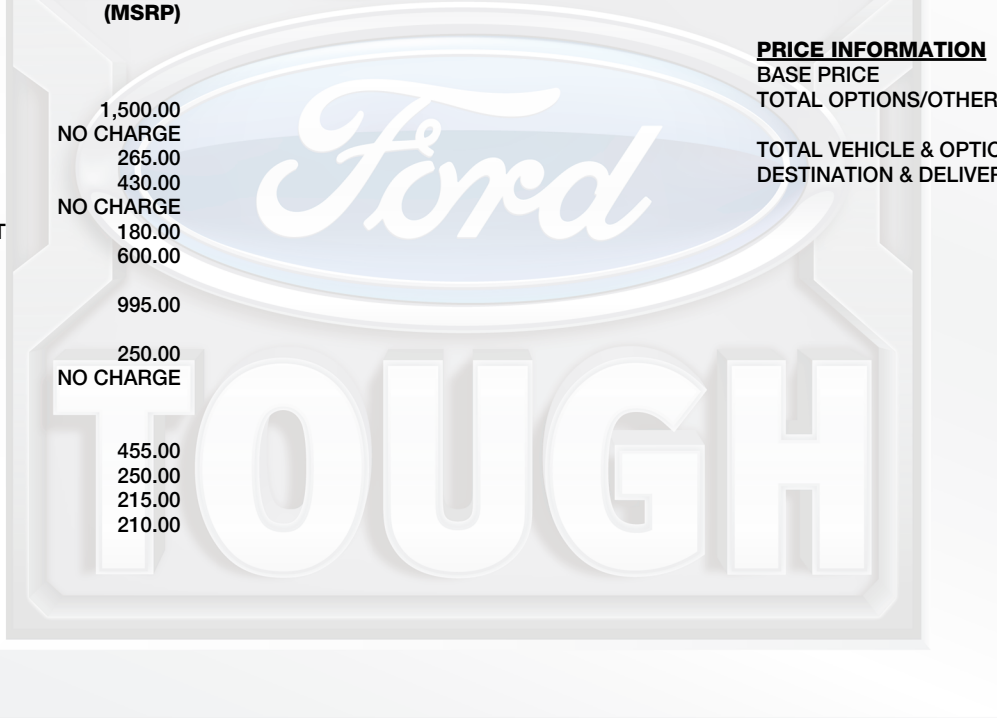 (MSRP)
1,500.00
NO CHARGE
265.00
430.00
NO CHARGE
T 180.00
600.00
995.00
250.00
NO CHARGE
455.00
250.00
215.00
210.00
PRICE INFORMATION
BASE PRICE
TOTAL OPTIONS/OTHER
TOTAL VEHICLE & OPTIO
DESTINATION & DELIVER
Ford
TOUGH